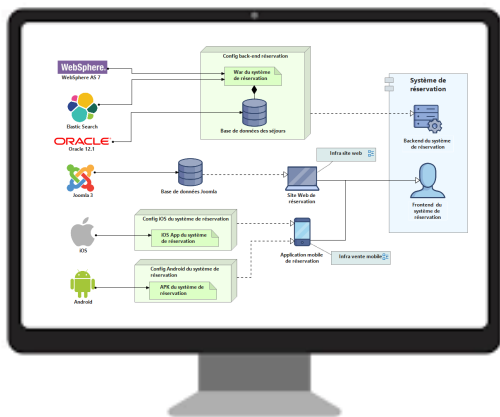 Config back-end réservation
WebSphere
WebSphere AS 7
War du système
de réservation
Système de
réservation
Elastic Search
ORACLE
Oracle 12.1
Base de données des séjours
Backend du système
de réservation
Infra site web
Joomla 3
Base de données Joomla
Site Web de
réservation
Frontend du
système de
réservation
Config IOS du système de réservation
iOS App du système
de réservation
iOS
Application mobile
de réservation
Infra vente mobile
Config Android du système de
réservation
APK du système de
réservation
Android